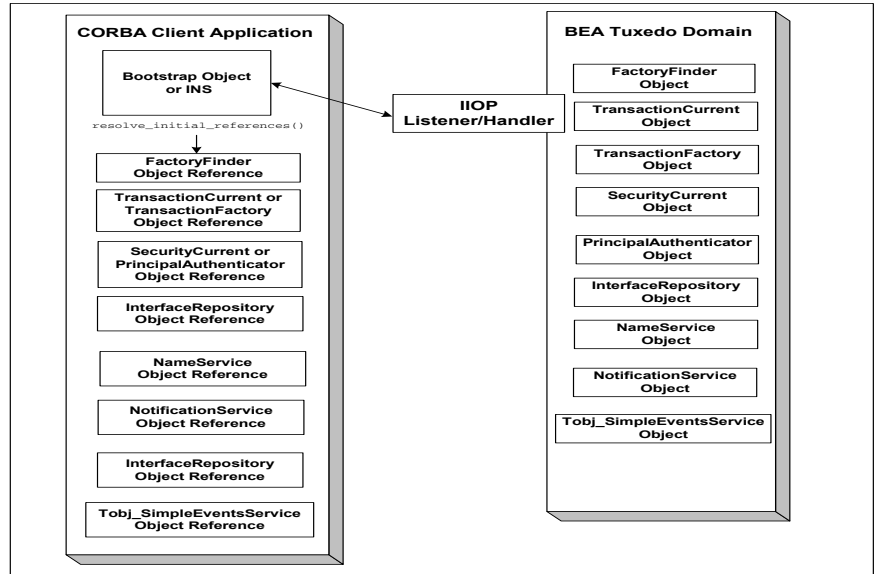 CORBA Client Application
Bootstrap Object
or INS
resolve_initial_references()
FactoryFinder
Object Reference
TransactionCurrent or
TransactionFactory
Object Reference
SecurityCurrent or
PrincipalAuthenticator
Object Reference
InterfaceRepository
Object Reference
NameService
Object Reference
NotificationService
Object Reference
InterfaceRepository
Object Reference
Tobj_SimpleEventsService
Object Reference
IIOP
Listener/Handler
BEA Tuxedo Domain
FactoryFinder
Object
TransactionCurrent
Object
TransactionFactory
Object
SecurityCurrent
Object
PrincipalAuthenticator
Object
InterfaceRepository
Object
NameService
Object
NotificationService
Object
Tobj_SimpleEventsService
Object